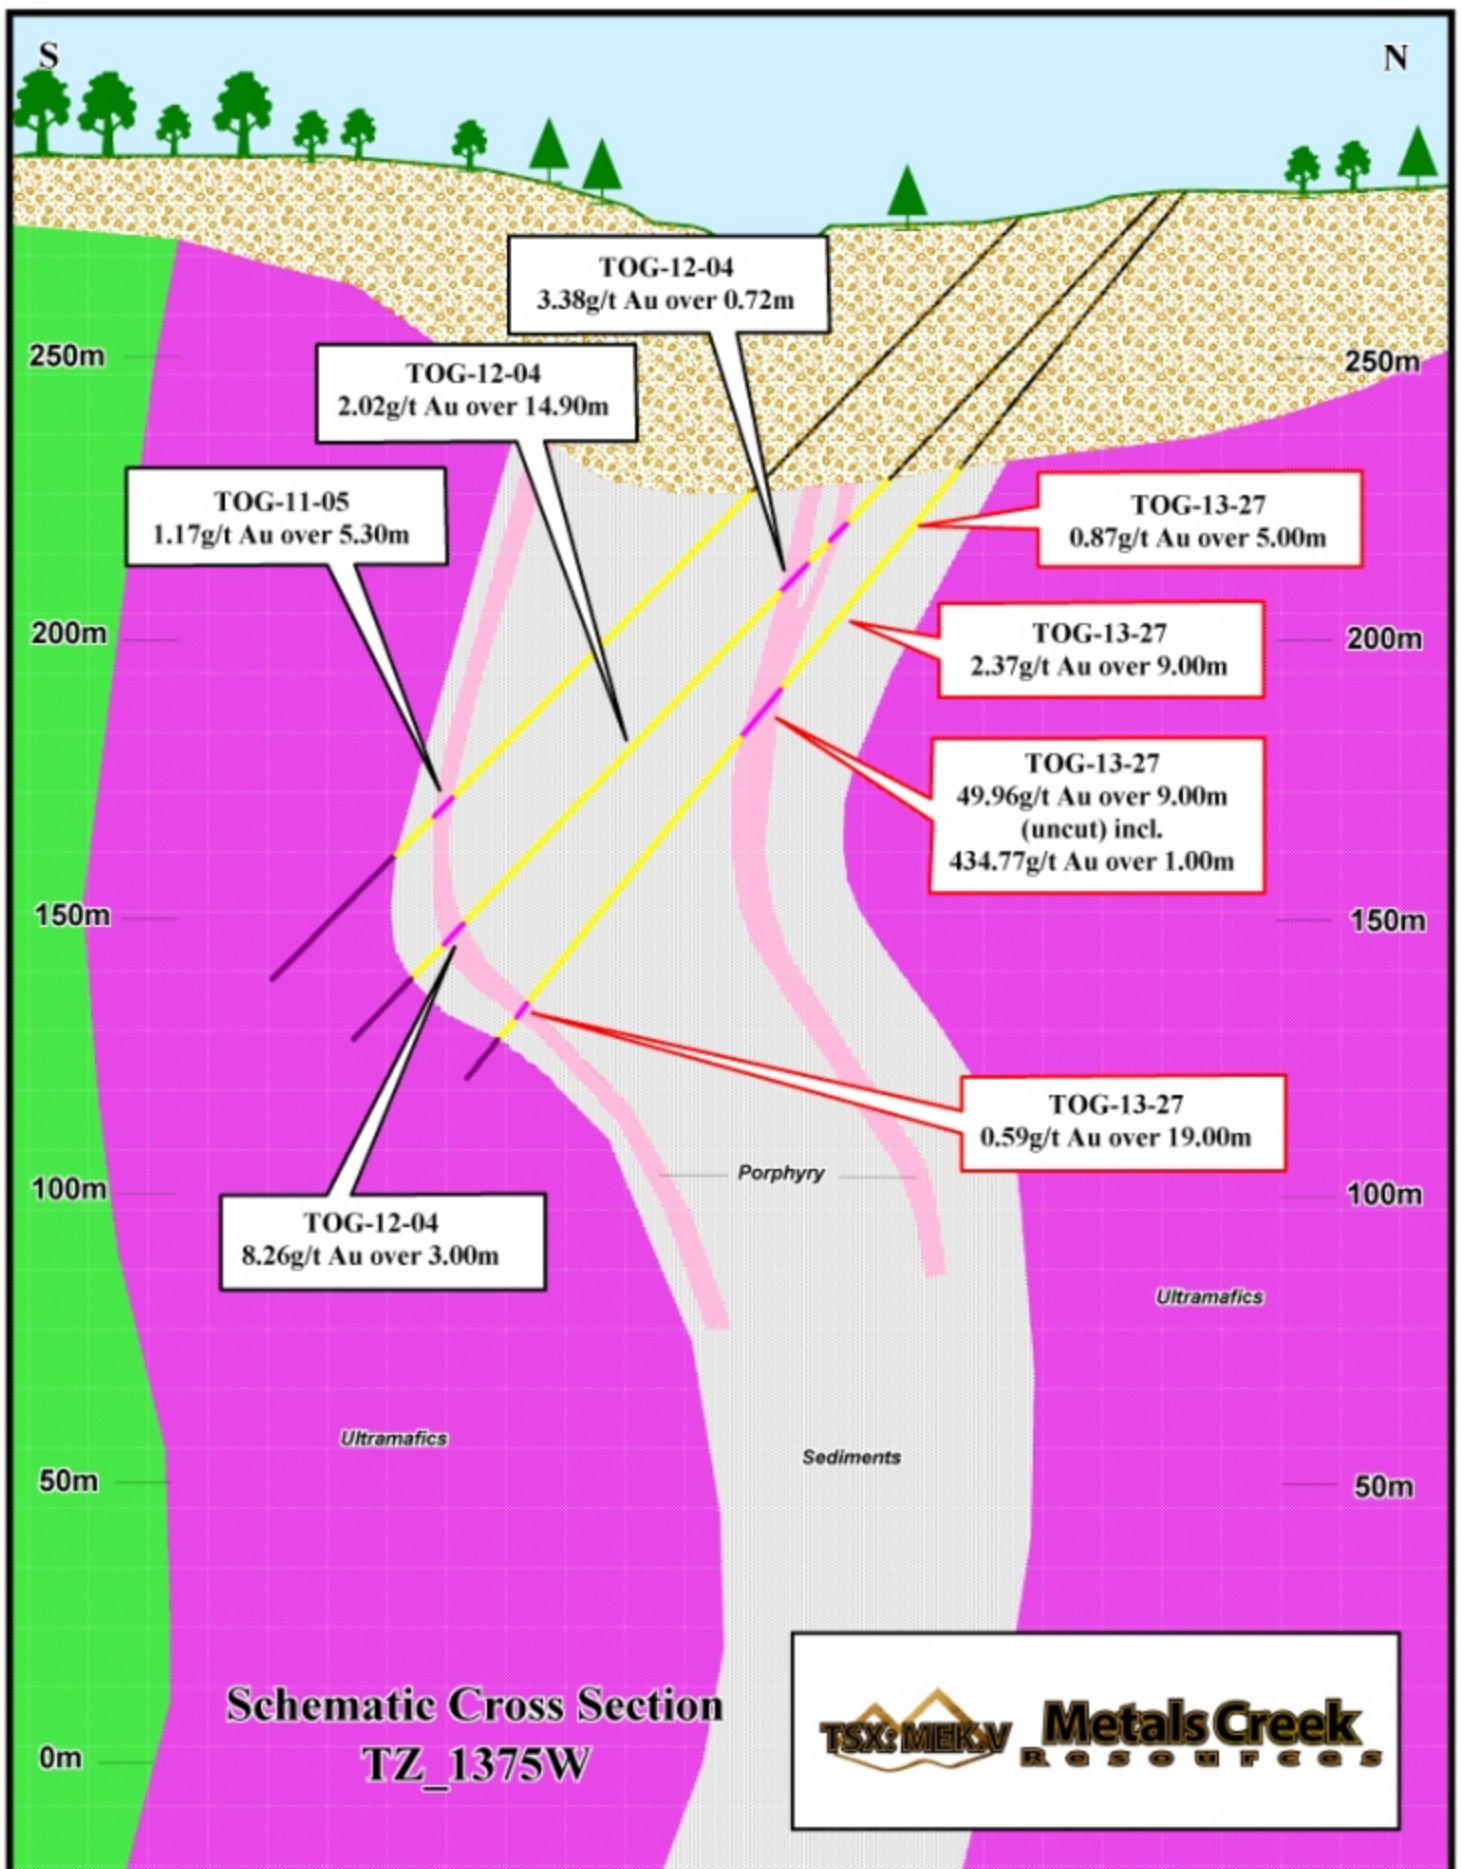 S
N
TOG-12-04
3.38g/t Au over 0.72m
250m
250m
TOG-12-04
2.02g/t Au over 14.90m
TOG-11-05
1.17g/t Au over 5.30m
TOG-13-27
0.87g/t Au over 5.00m
200m
200m
TOG-13-27
2.37g/t Au over 9.00m
TOG-13-27
49.96g/t Au over 9.00m
(uncut) incl.
434.77g/t Au over 1.00m
150m
150m
TOG-13-27
0.59g/t Au over 19.00m
Porphyry
100m
100m
TOG-12-04
8.26g/t Au over 3.00m
Ultramafics
Ultramafics
Sediments
50m
50m
Schematic Cross Section
TZ_1375W
0m
TSX: MEK.V
Metals Creek
Resources